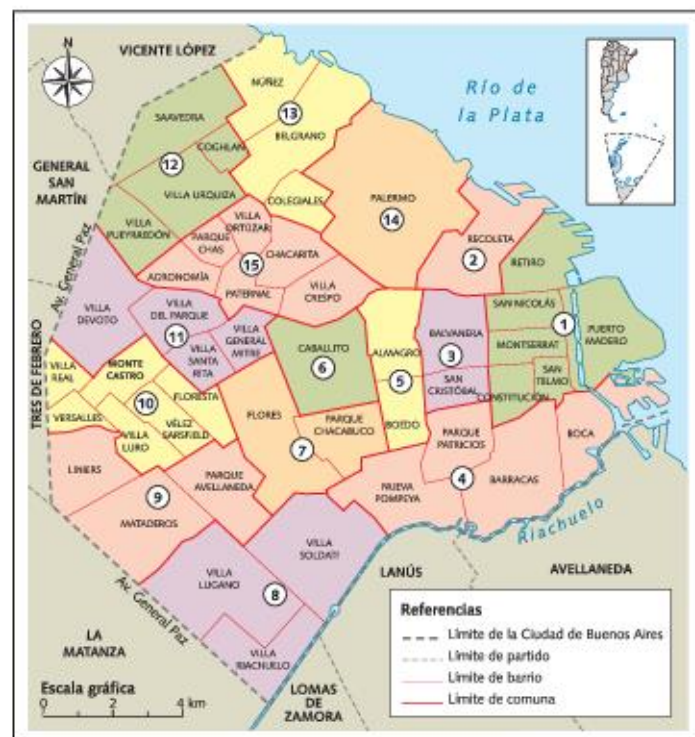 N
VICENTE LÓPEZ
Río de
la Plata
NÚÑEZ
13
BELGRANO
SAAVEDRA
COGHLAN
12
VILLA URQUIZA
COLEGIALES
GENERAL
SAN
MARTÍN
VILLA
PUEYRREDÓN
PALERMO
14
RECOLETA
2
RETIRO
Av. General Paz
VILLA
ORTÚZAR
PARQUE
CHAS
CHACARITA
15
AGRONOMÍA
PATERNAL
VILLA
CRESPO
VILLA
DEVOTO
VILLA
DEL PARQUE
11
VILLA
SANTA
RITA
VILLA
GENERAL
MITRE
CABALLITO
6
ALMAGRO
5
BOEDO
BALVANERA
3
SAN
CRISTÓBAL
SAN NICOLÁS
1
MONTSERRAT
PUERTO
MADERO
SAN
TELMO
CONSTITUCIÓN
TRES DE FEBRERO
VILLA
REAL
MONTE
CASTRO
VERSALLES
10
FLORESTA
VILLA
LURO
VÉLEZ
SARSFIELD
FLORES
PARQUE
CHACABUCO
7
PARQUE
PATRICIOS
BOCA
LINIERS
9
MATADEROS
PARQUE
AVELLANEDA
NUEVA
POMPEYA
4
BARRACAS
Riachuelo
VILLA
SOLDATI
VILLA
LUGANO
8
VILLA
RIACHUELO
Av. General Paz
LANÚS
AVELLANEDA
LA
MATANZA
LOMAS
DE
ZAMORA
Escala gráfica
0
4 km
Referencias
Límite de la Ciudad de Buenos Aires
Límite de partido
Límite de barrio
Límite de comuna